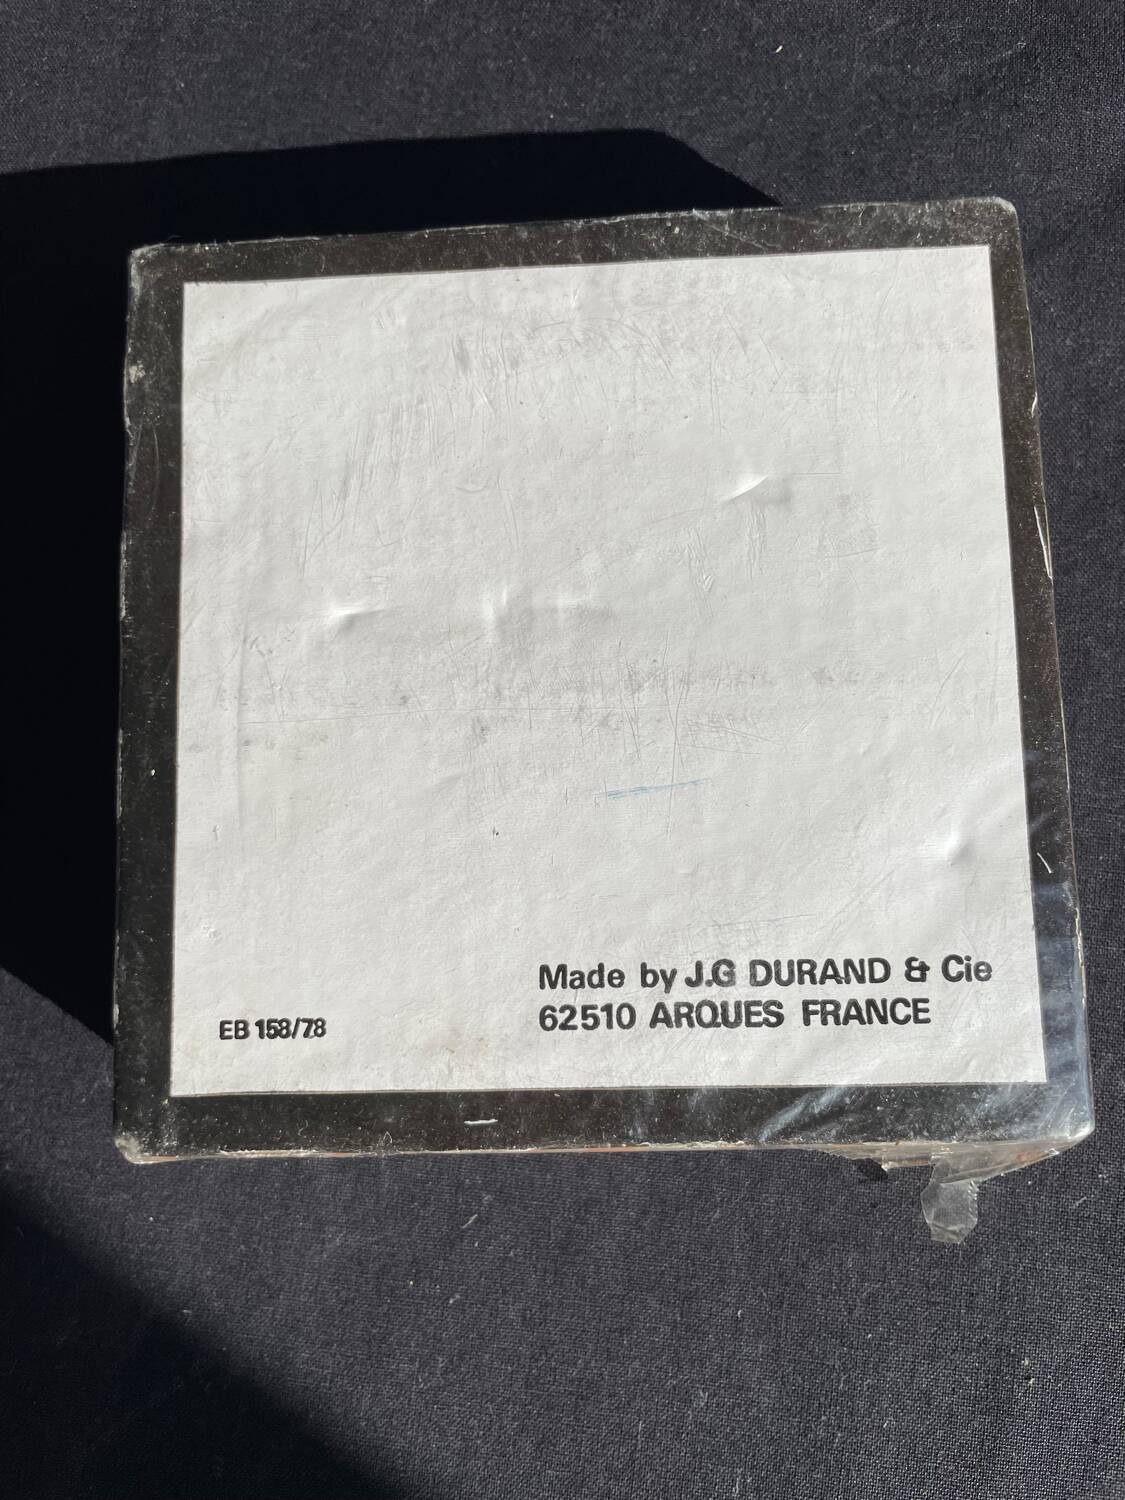 Made by J.G DURAND & Cie
62510 ARQUES FRANCE
EB 158/78